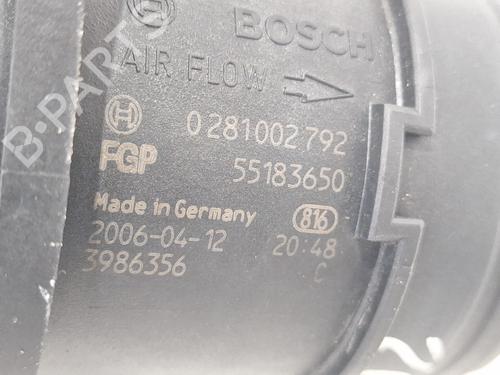 BOSCH
AIR FLOW
0 281 002 792
FGP 55183650
Made in Germany 816
2006-04-12 20:48
3986356 C
B-PARTS